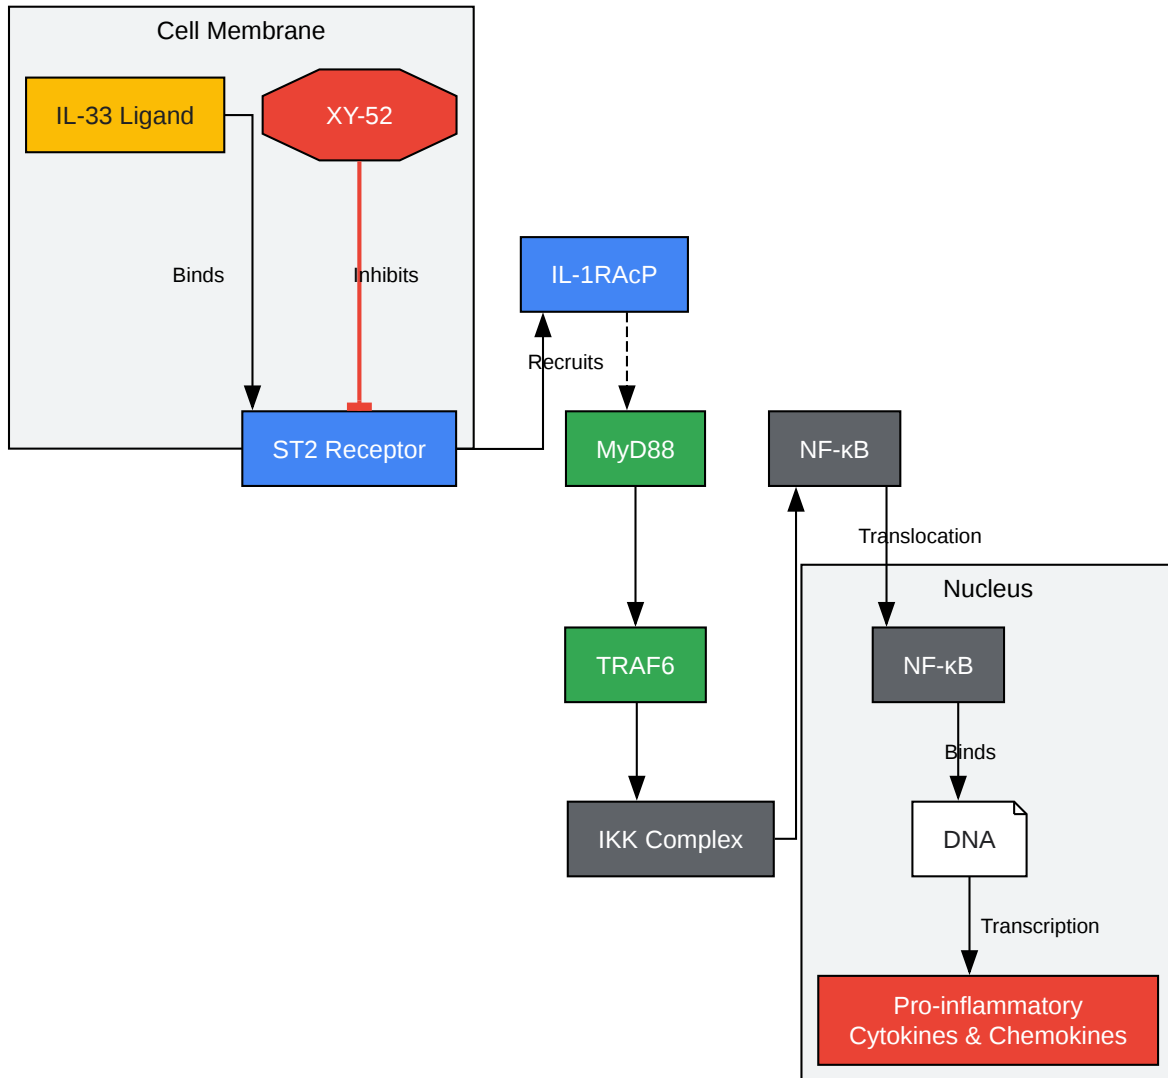 Cell Membrane
IL-33 Ligand
XY-52
Binds
Inhibits
IL-1RAcP
Recruits
ST2 Receptor
MyD88
NF-κB
Translocation
Nucleus
TRAF6
NF-κB
Binds
IKK Complex
DNA
Transcription
Pro-inflammatory
Cytokines & Chemokines